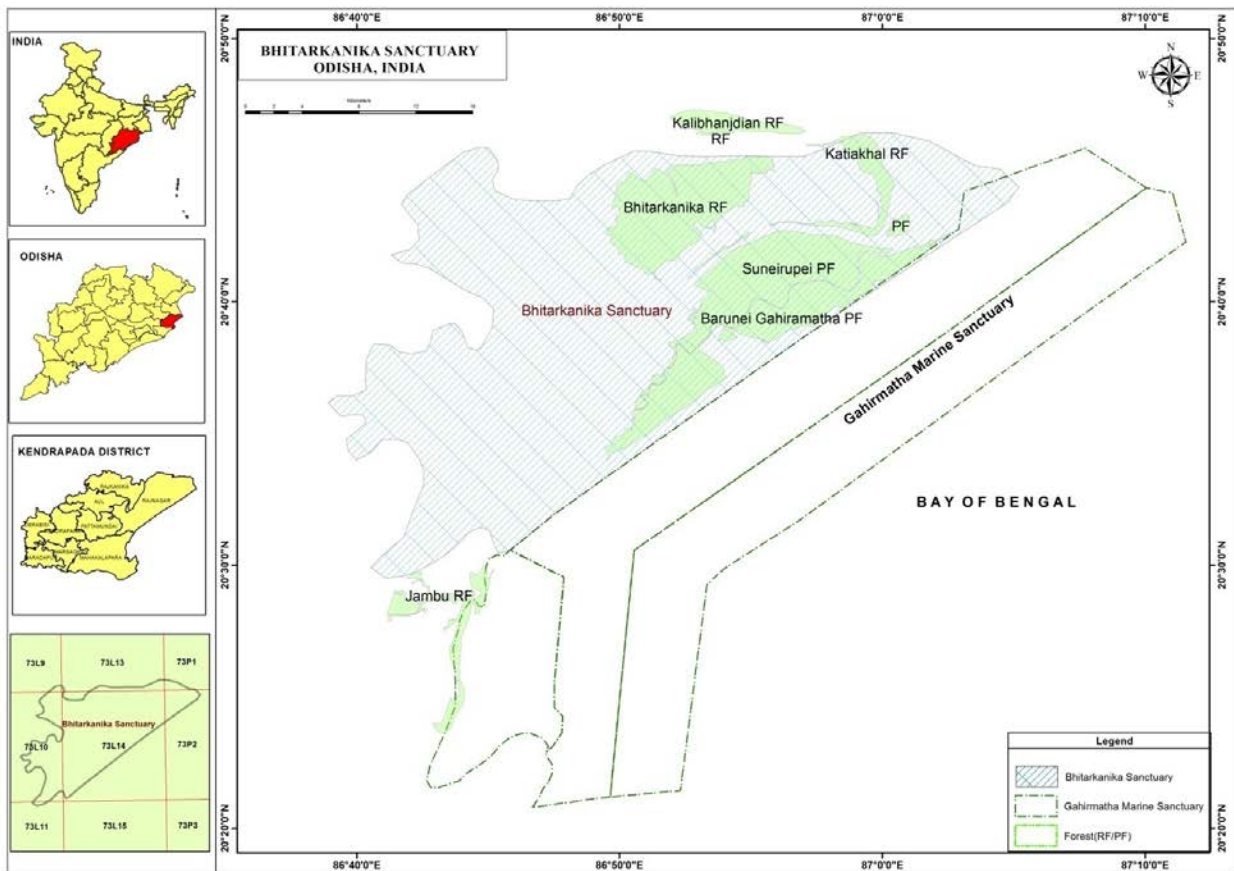 INDIA
ODISHA
KENDRAPADA DISTRICT
RAJKANIKA
RAJNAGAR
AUL
PATTAMUNDAI
MAHAKALAPARA
73L9 73L13 73P1
Bhitarkanika Sanctuary
73L10 73L14 73P2
73L11 73L15 73P3
86°40'0"E 86°50'0"E 87°0'0"E 87°10'0"E
20°50'0"N 20°50'0"N
BHITARKANIKA SANCTUARY
ODISHA, INDIA
N
W E
S
Kalibhanjdian RF
RF
Katiakhal RF
Bhitarkanika RF
PF
Suneirupei PF
20°40'0"N 20°40'0"N
Bhitarkanika Sanctuary
Barunei Gahiramatha PF
Gahirmatha Marine Sanctuary
BAY OF BENGAL
20°30'0"N 20°30'0"N
Jambu RF
Legend
Bhitarkanika Sanctuary
Gahirmatha Marine Sanctuary
Forest(RF/PF)
20°20'0"N 20°20'0"N
86°40'0"E 86°50'0"E 87°0'0"E 87°10'0"E